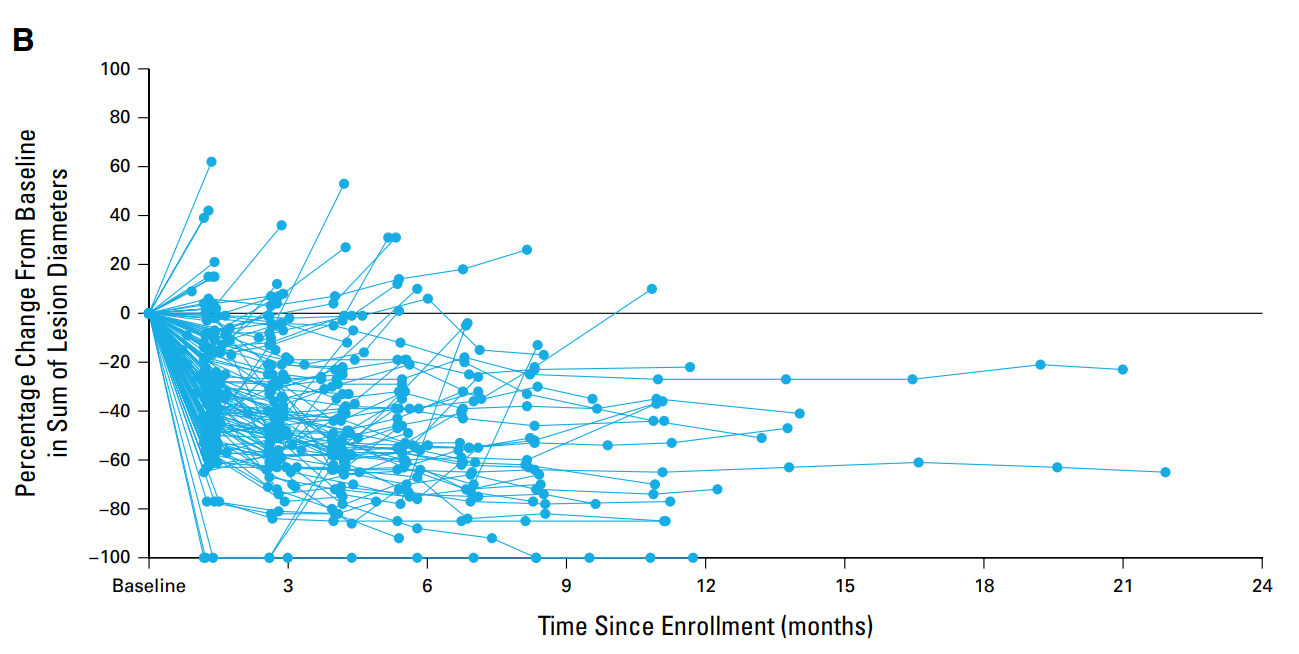 B
Percentage Change From Baseline
in Sum of Lesion Diameters
100
80
60
40
20
0
−20
−40
−60
−80
−100
Baseline 3 6 9 12 15 18 21 24
Time Since Enrollment (months)